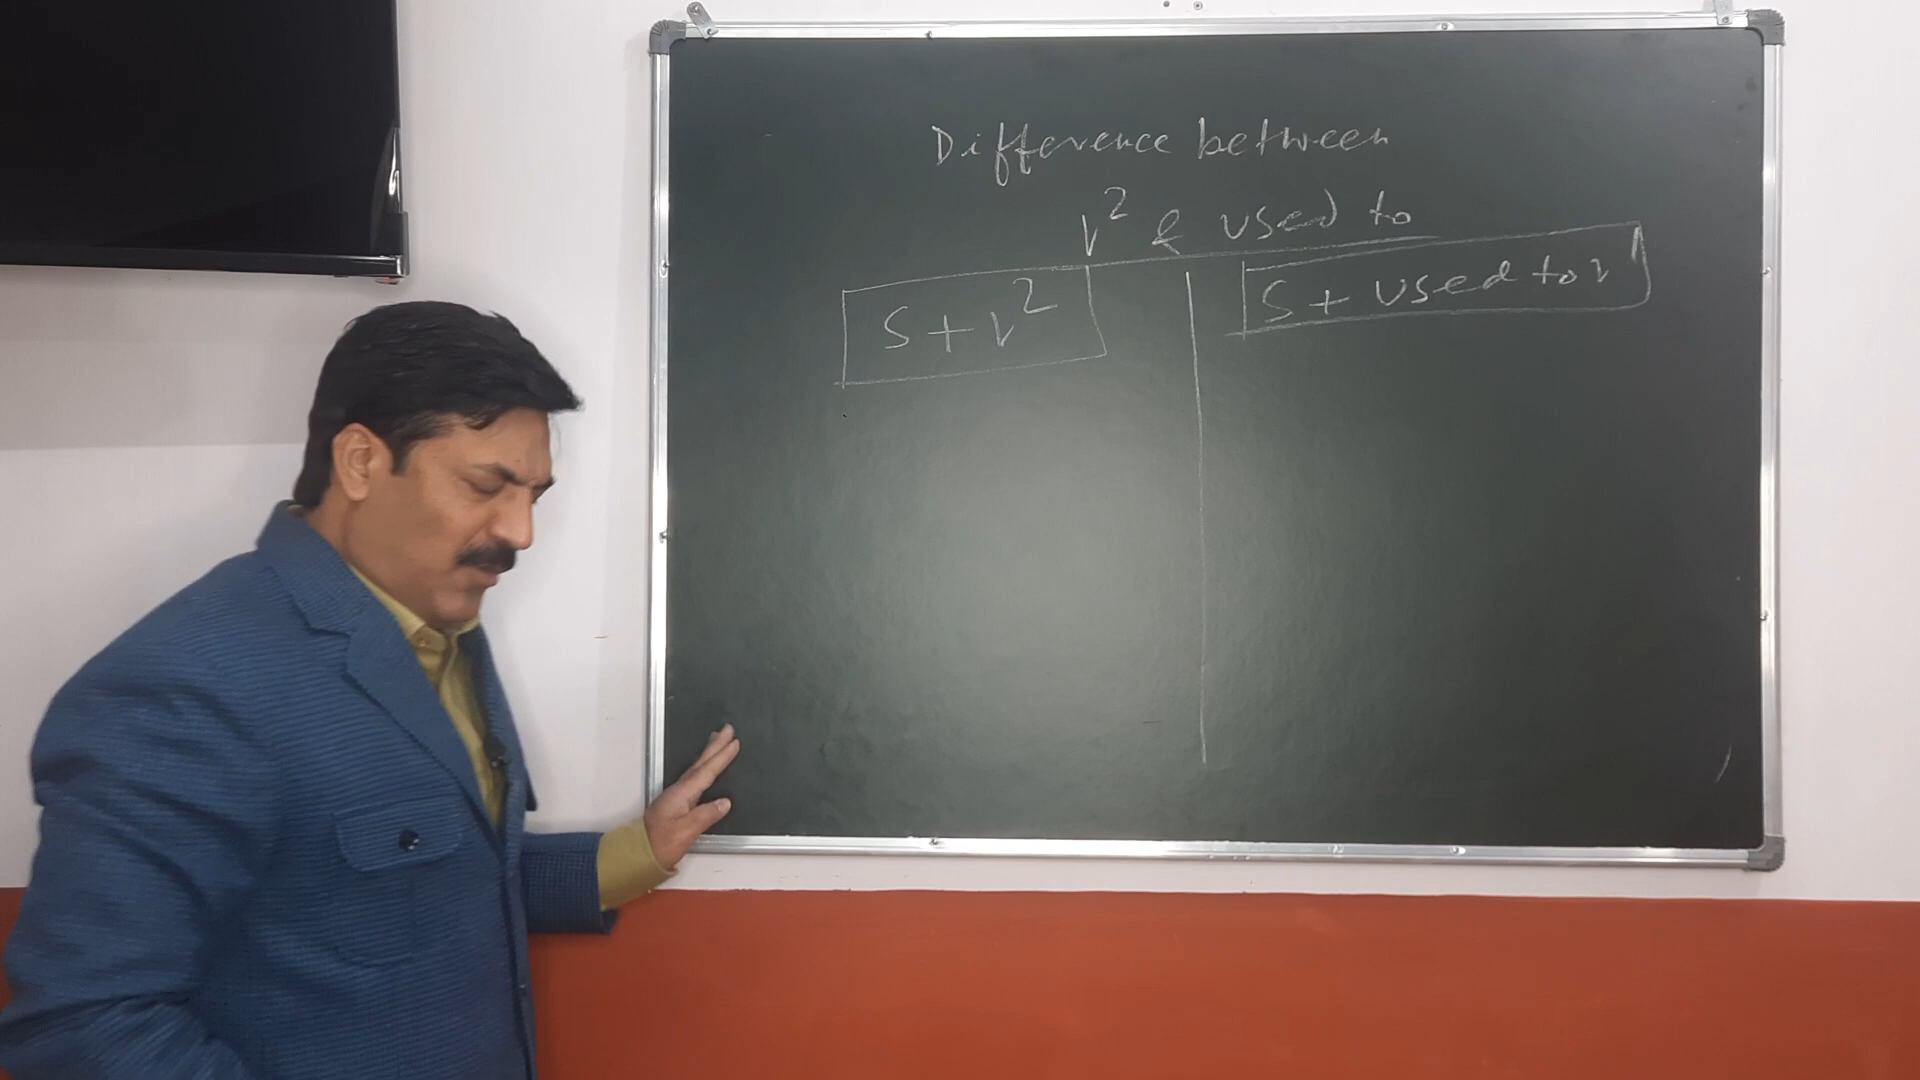 Difference between
V² & used to
S + V²
S + used to V¹